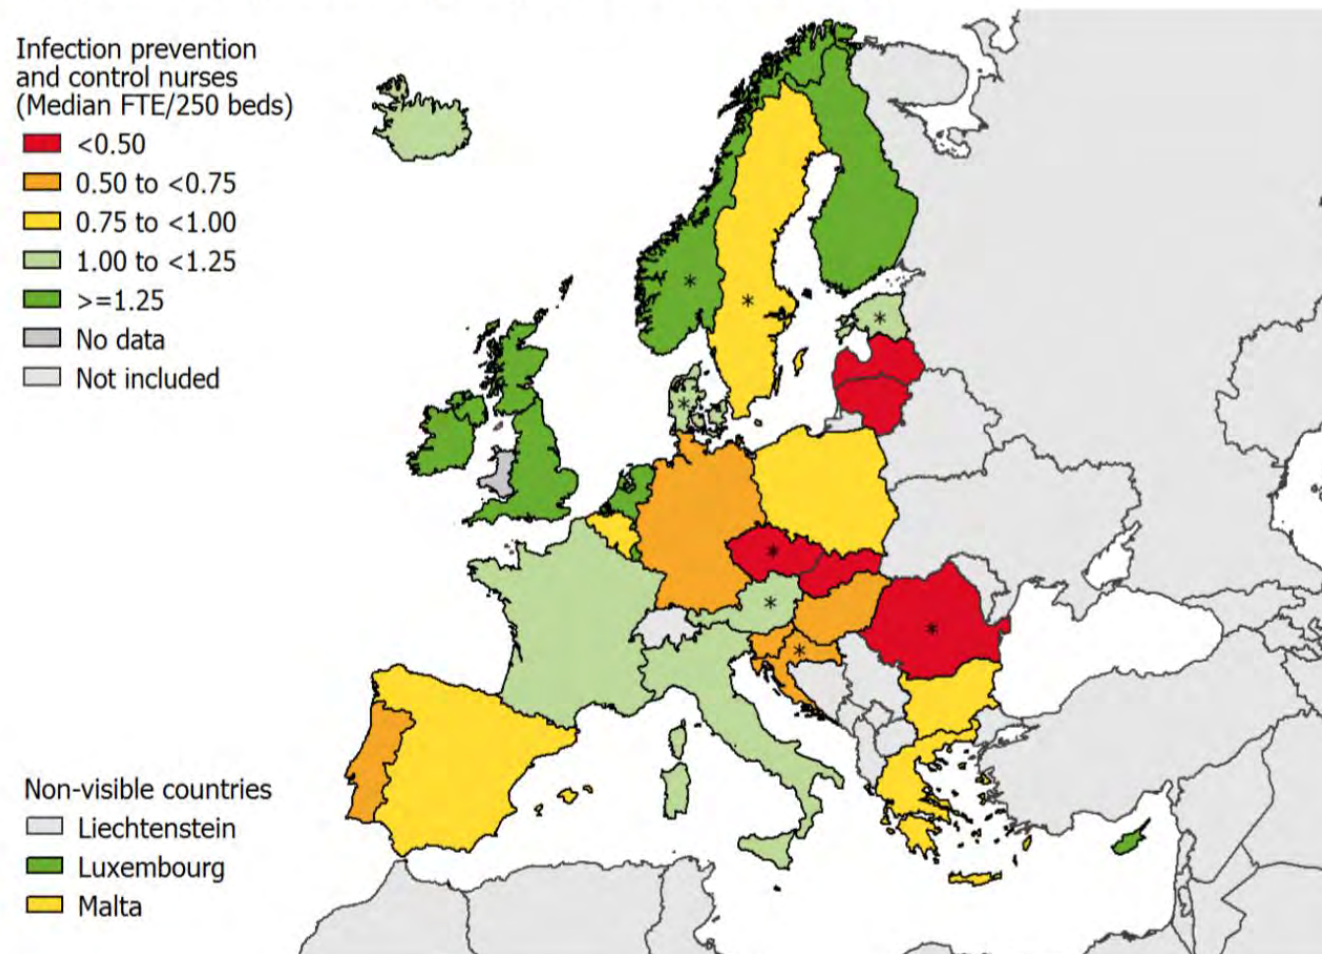 Infection prevention
and control nurses
(Median FTE/250 beds)
<0.50
0.50 to <0.75
0.75 to <1.00
1.00 to <1.25
>=1.25
No data
Not included
Non-visible countries
Liechtenstein
Luxembourg
Malta